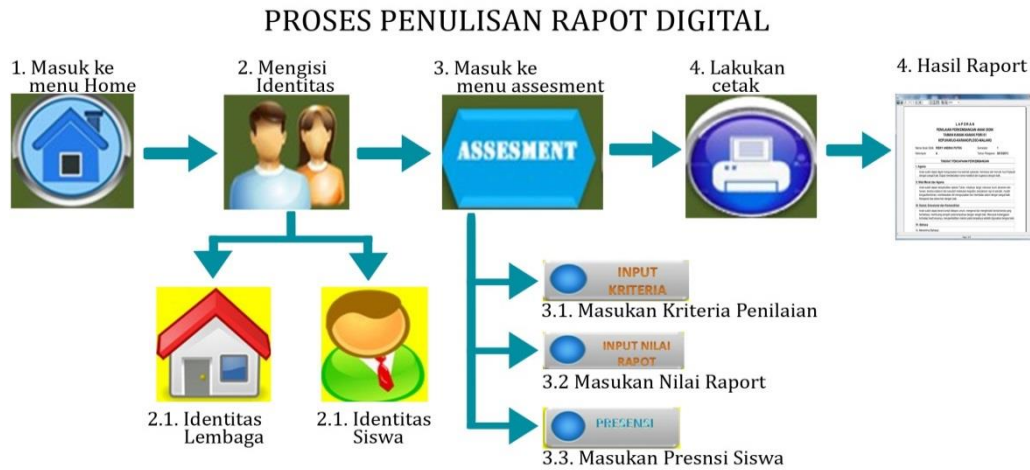 PROSES PENULISAN RAPOT DIGITAL
1. Masuk ke
menu Home
2. Mengisi
Identitas
3. Masuk ke
menu assesment
4. Lakukan
cetak
4. Hasil Raport
ASSESMENT
LAPORAN
2.1. Identitas
Lembaga
2.1. Identitas
Siswa
INPUT
KRITERIA
3.1. Masukan Kriteria Penilaian
INPUT NILAI
RAPOT
3.2 Masukan Nilai Raport
PRESENSI
3.3. Masukan Presnsi Siswa